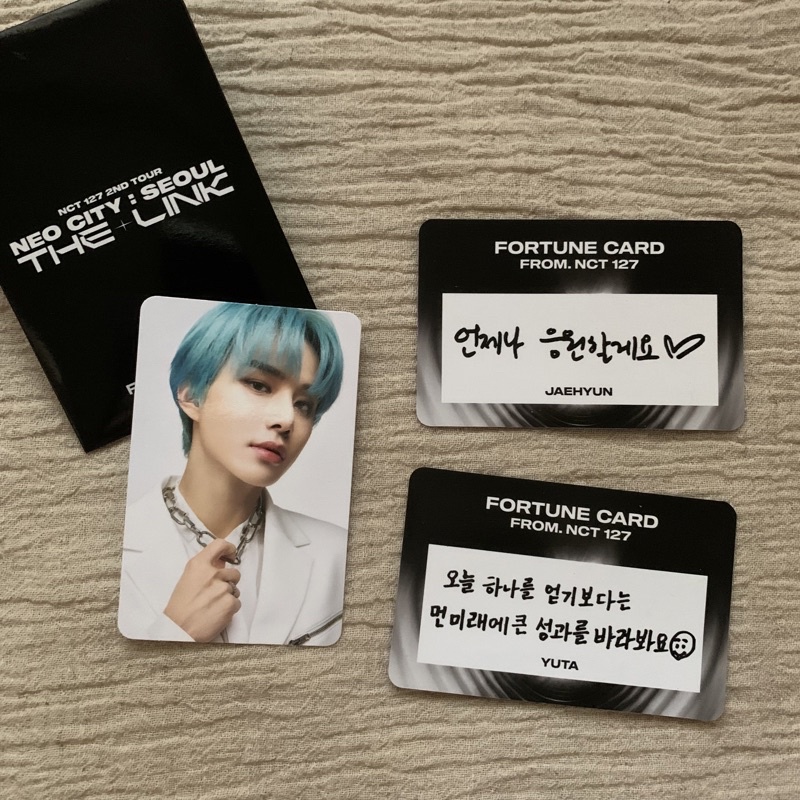 NCT 127 2ND TOUR
NEO CITY : SEOUL
THE LINK
FORTUNE CARD
FROM. NCT 127
언제나 응원할게요♡
JAEHYUN
FORTUNE CARD
FROM. NCT 127
오늘 하나를 얻기보다는
먼미래에큰 성과를 바라봐요
YUTA